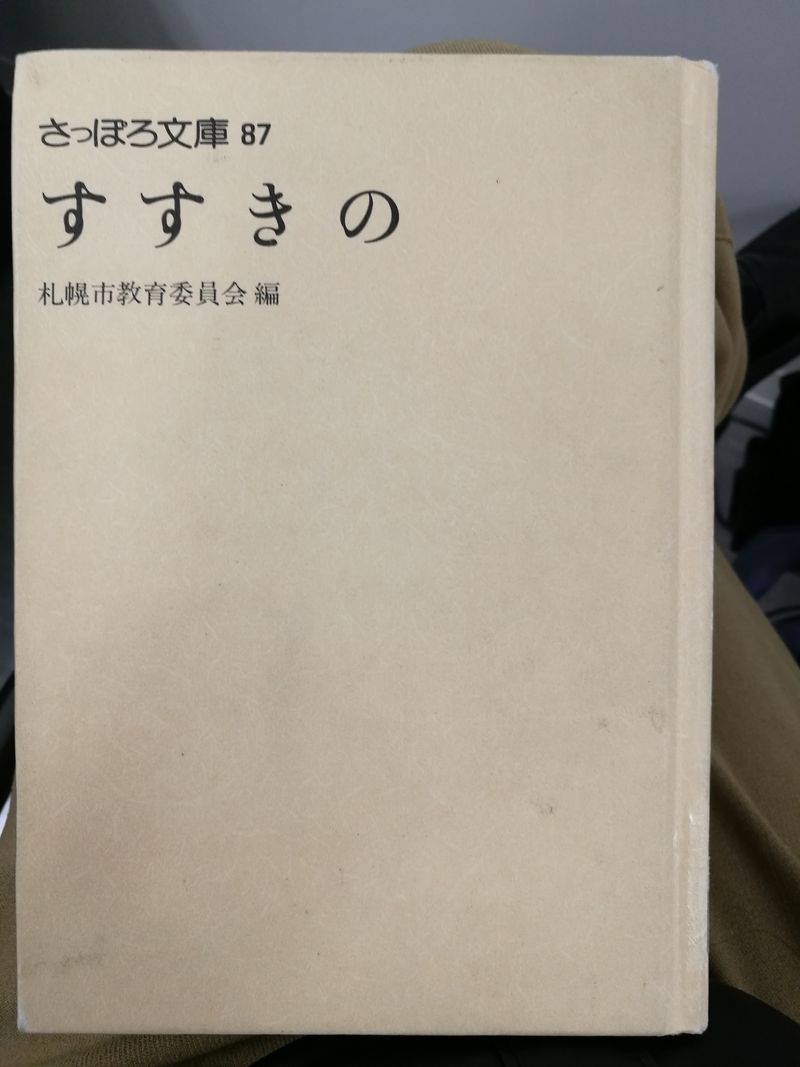 さっぽろ文庫 87
すすきの
札幌市教育委員会 編